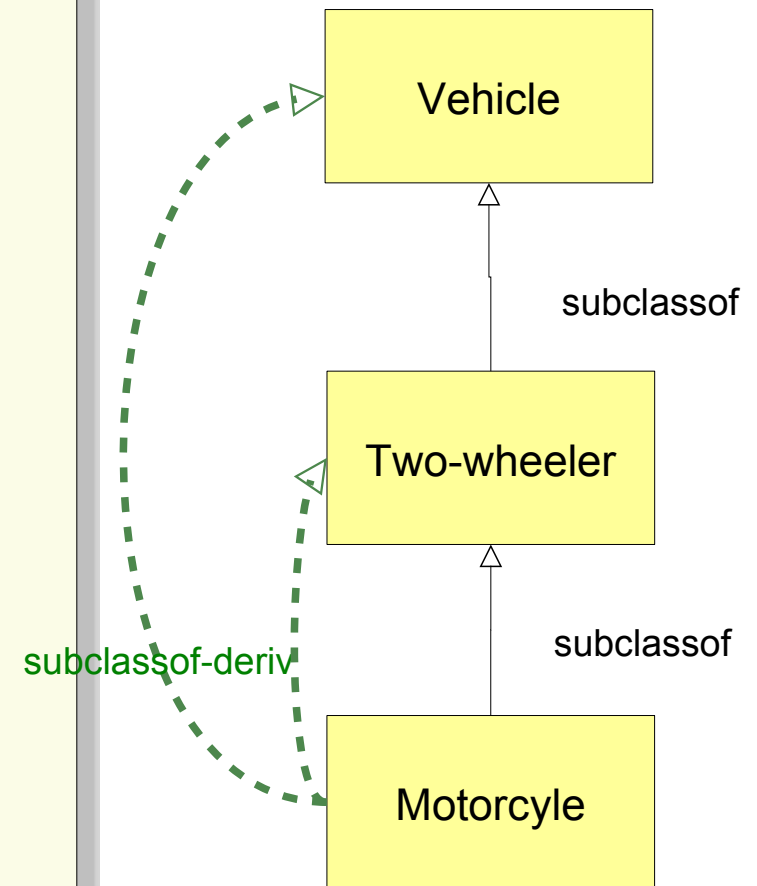 Vehicle
subclassof
Two-wheeler
subclassof
subclassof-deriv
Motorcyle